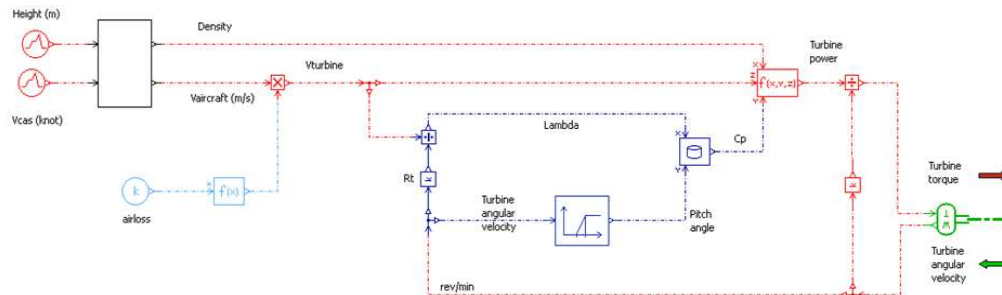 Height (m)
Density
Turbine
power
Vturbine
x
z
f(x,y,z)
Y
÷
×
Vaircraft (m/s)
Vcas (knot)
Lambda
x
Cp
Y
Rt
k
k
Turbine
torque
k
x
f(x)
Turbine
angular
velocity
Pitch
angle
airloss
T
Turbine
angular
velocity
rev/min